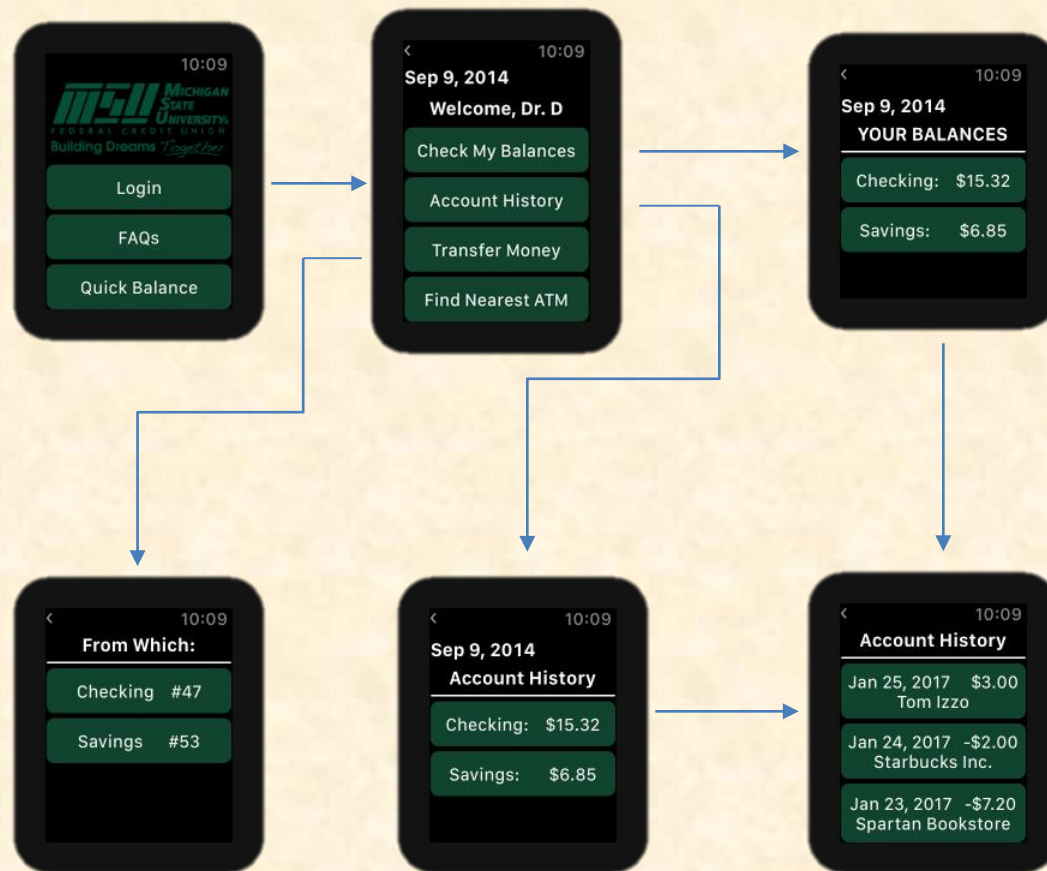 10:09
MSU MICHIGAN
STATE
UNIVERSITY
FEDERAL CREDIT UNION
Building Dreams Together
Login
FAQs
Quick Balance
< 10:09
Sep 9, 2014
Welcome, Dr. D
Check My Balances
Account History
Transfer Money
Find Nearest ATM
< 10:09
Sep 9, 2014
YOUR BALANCES
Checking: $15.32
Savings: $6.85
< 10:09
From Which:
Checking #47
Savings #53
< 10:09
Sep 9, 2014
Account History
Checking: $15.32
Savings: $6.85
< 10:09
Account History
Jan 25, 2017 $3.00
Tom Izzo
Jan 24, 2017 -$2.00
Starbucks Inc.
Jan 23, 2017 -$7.20
Spartan Bookstore